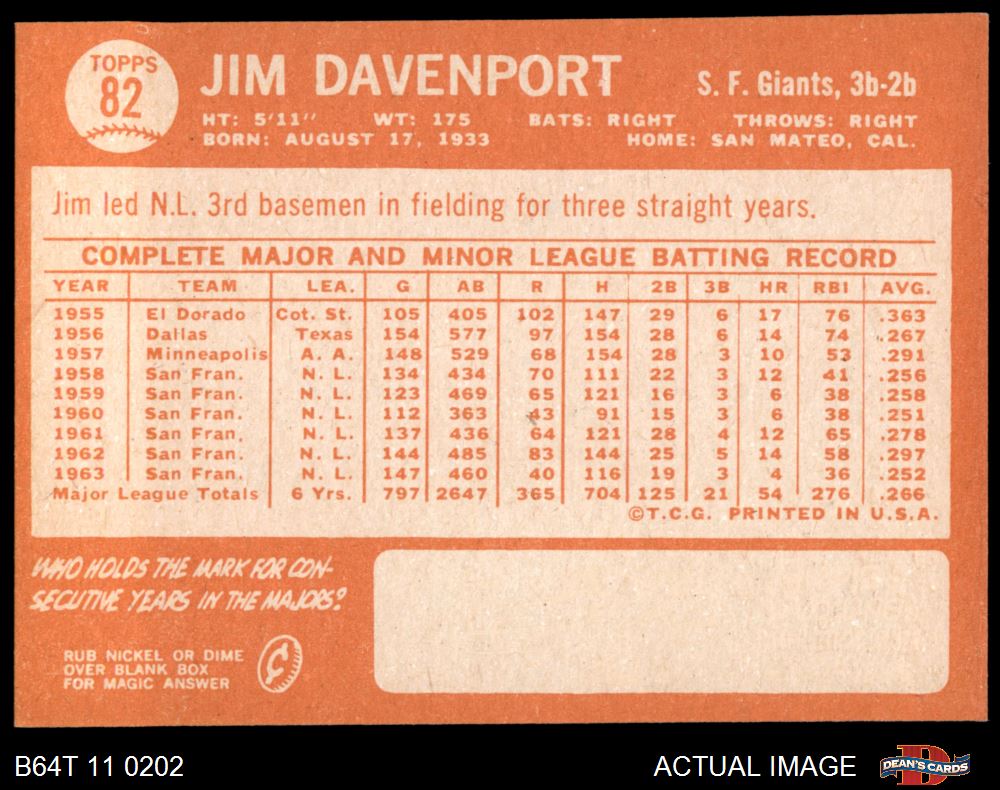 TOPPS
82
JIM DAVENPORT
S. F. Giants, 3b-2b
HT: 5'11" WT: 175 BATS: RIGHT THROWS: RIGHT
BORN: AUGUST 17, 1933 HOME: SAN MATEO, CAL.
Jim led N.L. 3rd basemen in fielding for three straight years.
COMPLETE MAJOR AND MINOR LEAGUE BATTING RECORD
YEAR TEAM LEA. G AB R H 2B 3B HR RBI AVG.
1955 El Dorado Cot. St. 105 405 102 147 29 6 17 76 .363
1956 Dallas Texas 154 577 97 154 28 6 14 74 .267
1957 Minneapolis A. A. 148 529 68 154 28 3 10 53 .291
1958 San Fran. N. L. 134 434 70 111 22 3 12 41 .256
1959 San Fran. N. L. 123 469 65 121 16 3 6 38 .258
1960 San Fran. N. L. 112 363 43 91 15 3 6 38 .251
1961 San Fran. N. L. 137 436 64 121 28 4 12 65 .278
1962 San Fran. N. L. 144 485 83 144 25 5 14 58 .297
1963 San Fran. N. L. 147 460 40 116 19 3 4 36 .252
Major League Totals 6 Yrs. 797 2647 365 704 125 21 54 276 .266
©T.C.G. PRINTED IN U.S.A.
WHO HOLDS THE MARK FOR CON-
SECUTIVE YEARS IN THE MAJORS?
RUB NICKEL OR DIME
OVER BLANK BOX
FOR MAGIC ANSWER
¢
B64T 11 0202
ACTUAL IMAGE
DEAN'S CARDS